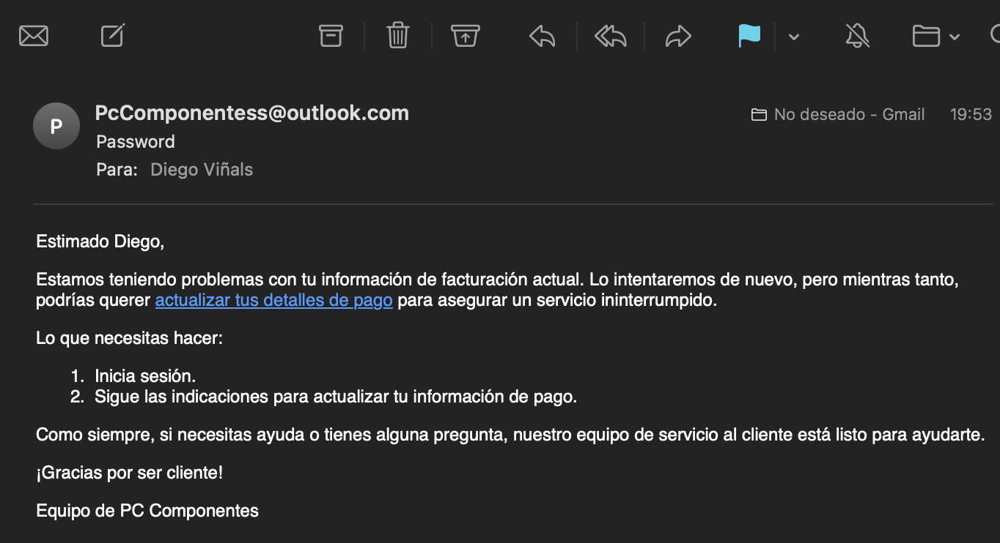 P
PcComponentess@outlook.com
No deseado - Gmail 19:53
Password
Para: Diego Viñals
Estimado Diego,
Estamos teniendo problemas con tu información de facturación actual. Lo intentaremos de nuevo, pero mientras tanto,
podrías querer actualizar tus detalles de pago para asegurar un servicio ininterrumpido.
Lo que necesitas hacer:
1. Inicia sesión.
2. Sigue las indicaciones para actualizar tu información de pago.
Como siempre, si necesitas ayuda o tienes alguna pregunta, nuestro equipo de servicio al cliente está listo para ayudarte.
¡Gracias por ser cliente!
Equipo de PC Componentes